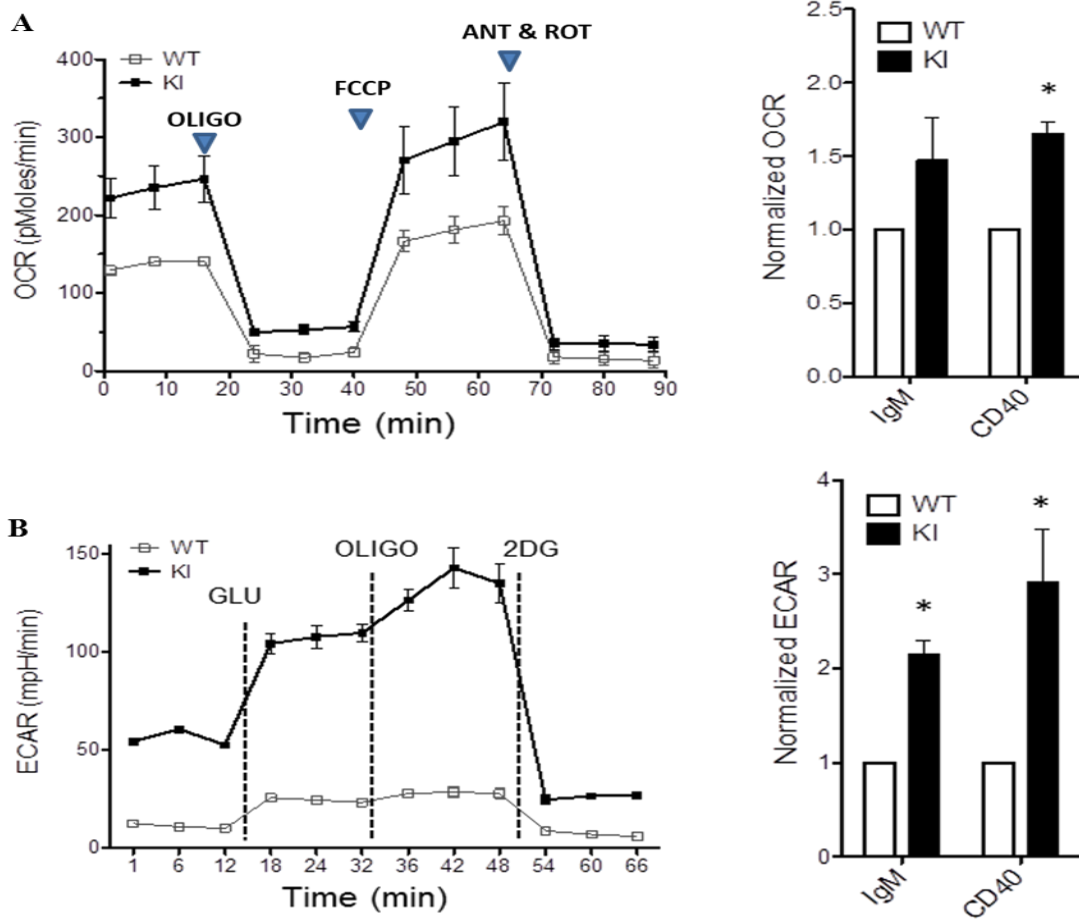 A
WT
KI
OLIGO
FCCP
ANT & ROT
400
300
200
100
0
OCR (pMoles/min)
0 10 20 30 40 50 60 70 80 90
Time (min)
WT
KI
*
2.5
2.0
1.5
1.0
0.5
0.0
Normalized OCR
IgM
CD40
B
WT
KI
GLU
OLIGO
2DG
150
100
50
0
ECAR (mpH/min)
1 6 12 18 24 32 36 42 48 54 60 66
Time (min)
WT
KI
*
*
4
3
2
1
0
Normalized ECAR
IgM
CD40